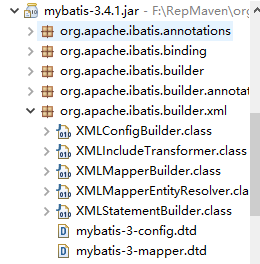 mybatis-3.4.1.jar - F:\RepMaven\org
org.apache.ibatis.annotations
org.apache.ibatis.binding
org.apache.ibatis.builder
org.apache.ibatis.builder.annotat
org.apache.ibatis.builder.xml
XMLConfigBuilder.class
XMLIncludeTransformer.class
XMLMapperBuilder.class
XMLMapperEntityResolver.cla
XMLStatementBuilder.class
mybatis-3-config.dtd
mybatis-3-mapper.dtd